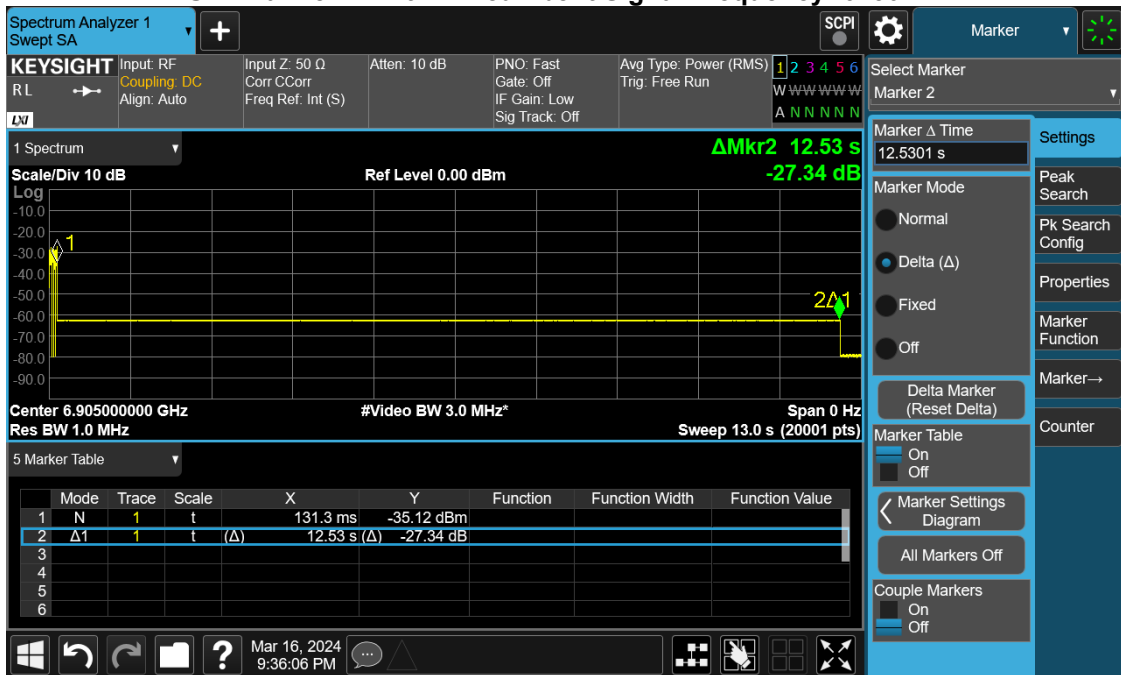 Spectrum Analyzer 1
Swept SA
SCPI
Marker
KEYSIGHT
RL
LXI
Input: RF
Coupling: DC
Align: Auto
Input Z: 50 Ω
Corr CCorr
Freq Ref: Int (S)
Atten: 10 dB
PNO: Fast
Gate: Off
IF Gain: Low
Sig Track: Off
Avg Type: Power (RMS)
Trig: Free Run
1 2 3 4 5 6
W W W W W W
A N N N N N
Select Marker
Marker 2
1 Spectrum
ΔMkr2 12.53 s
-27.34 dB
Scale/Div 10 dB
Ref Level 0.00 dBm
Log
-10.0
-20.0
-30.0
-40.0
-50.0
-60.0
-70.0
-80.0
-90.0
1
2Δ1
Center 6.905000000 GHz
#Video BW 3.0 MHz*
Span 0 Hz
Res BW 1.0 MHz
Sweep 13.0 s (20001 pts)
5 Marker Table
Mode Trace Scale X Y Function Function Width Function Value
1 N 1 t 131.3 ms -35.12 dBm
2 Δ1 1 t (Δ) 12.53 s (Δ) -27.34 dB
3
4
5
6
Marker Δ Time
12.5301 s
Marker Mode
Normal
Delta (Δ)
Fixed
Off
Delta Marker
(Reset Delta)
Marker Table
On
Off
Marker Settings
Diagram
All Markers Off
Couple Markers
On
Off
Settings
Peak
Search
Pk Search
Config
Properties
Marker
Function
Marker→
Counter
?
Mar 16, 2024
9:36:06 PM